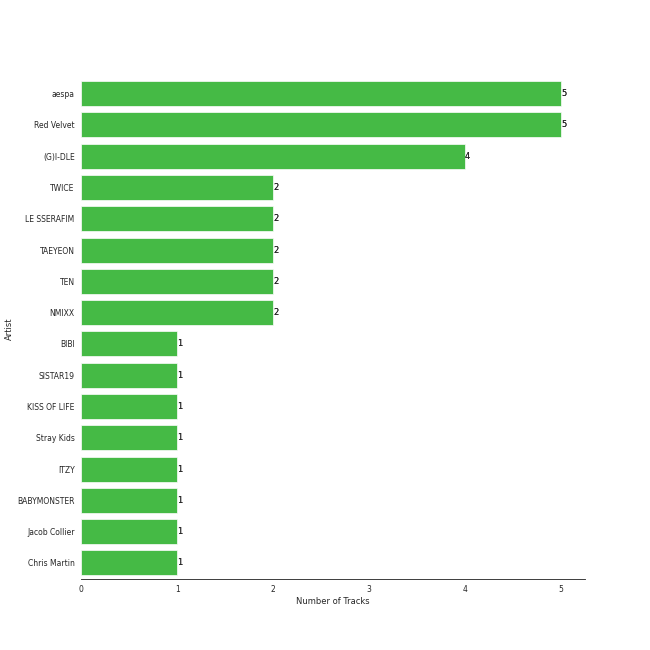 aespa 5
Red Velvet 5
(G)I-DLE 4
TWICE 2
LE SSERAFIM 2
TAEYEON 2
TEN 2
NMIXX 2
BIBI 1
SISTAR19 1
KISS OF LIFE 1
Stray Kids 1
ITZY 1
BABYMONSTER 1
Jacob Collier 1
Chris Martin 1
Artist
0 1 2 3 4 5
Number of Tracks